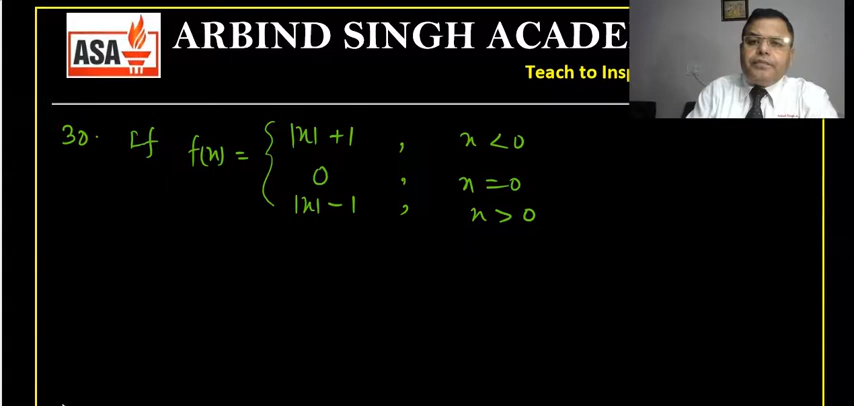 ASA
ARBIND SINGH ACADE
Teach to Insp
30. If f(x) = { |x| + 1 , x < 0
0 , x = 0
|x| - 1 , x > 0